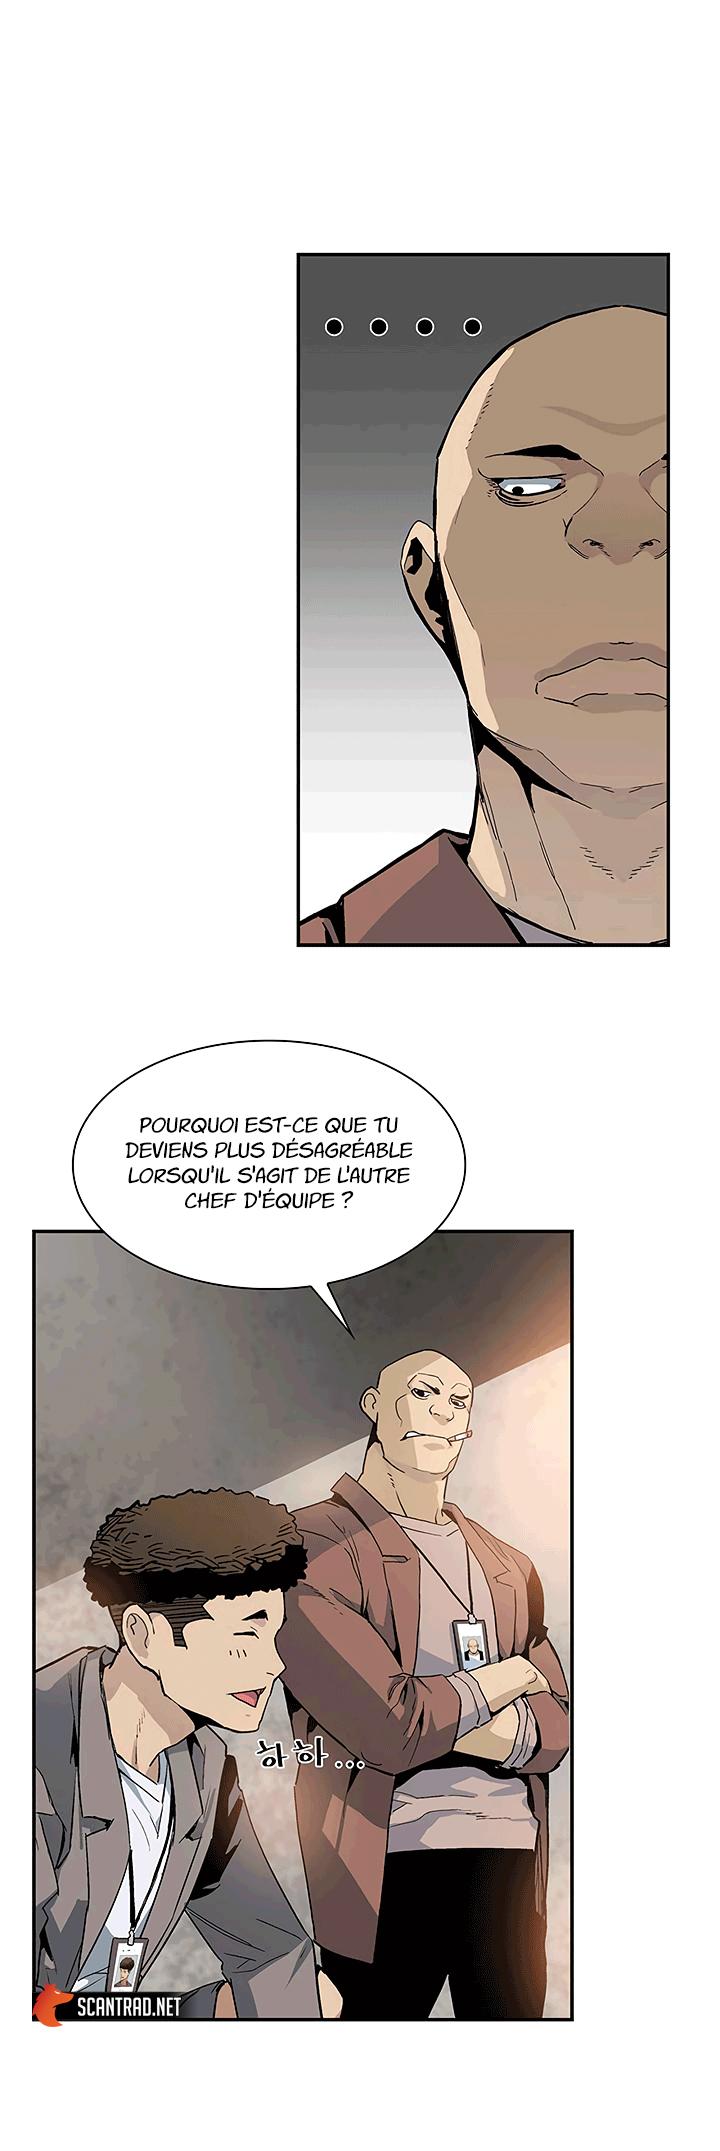 POURQUOI EST-CE QUE TU
DEVIENS PLUS DÉSAGRÉABLE
LORSQU'IL S'AGIT DE L'AUTRE
CHEF D'ÉQUIPE ?
하하...
SCANTRAD.NET